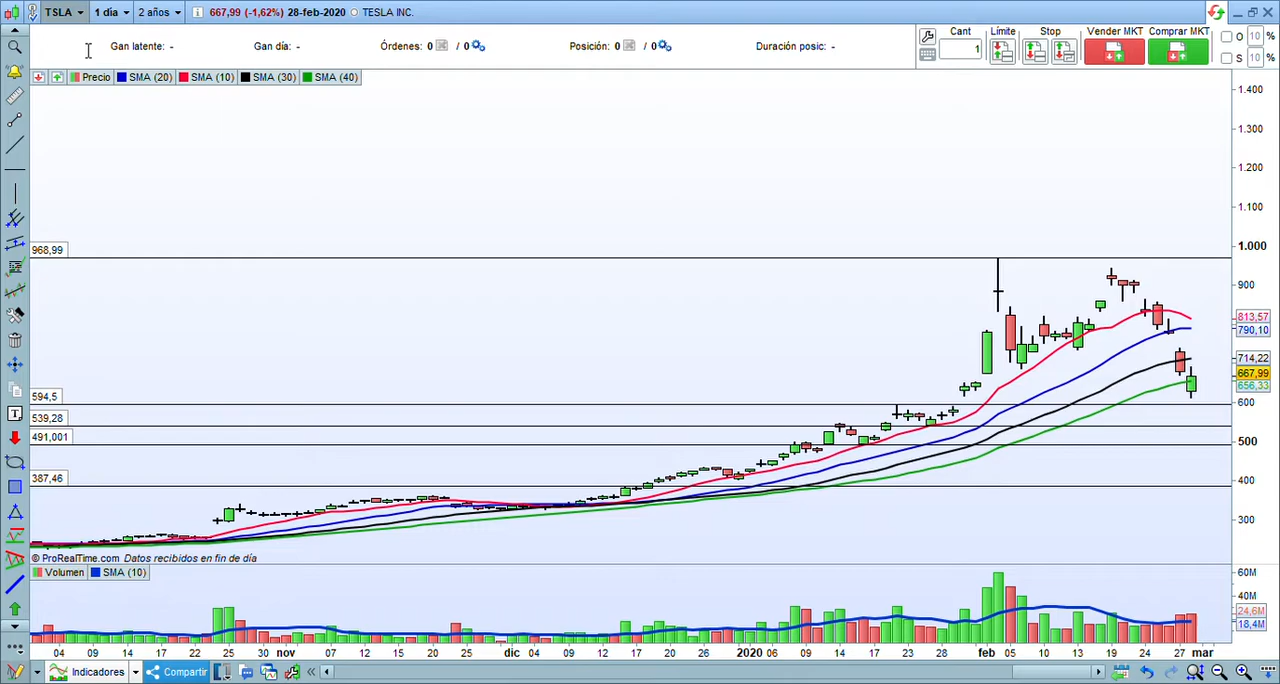 TSLA 1 dia 2 años 667,99 (-1,62%) 28-feb-2020 TESLA INC.
Gan latente: - Gan día: - Órdenes: 0 / 0 Posición: 0 / 0 Duración posic: -
Cant Límite Stop Vender MKT Comprar MKT O 10 %
1 S 10 %
Precio SMA (20) SMA (10) SMA (30) SMA (40)
1.400
1.300
1.200
1.100
1.000
968,99
900
813,57
790,10
714,22
667,99
656,33
600
594,5
539,28
500
491,001
400
387,46
300
© ProRealTime.com Datos recibidos en fin de día
Volumen SMA (10)
60M
40M
24,6M
18,4M
04 09 14 17 22 25 30 nov 07 12 15 20 25 dic 04 09 12 17 20 26 2020 06 09 14 17 23 28 feb 05 10 13 19 24 27 mar
Indicadores Compartir